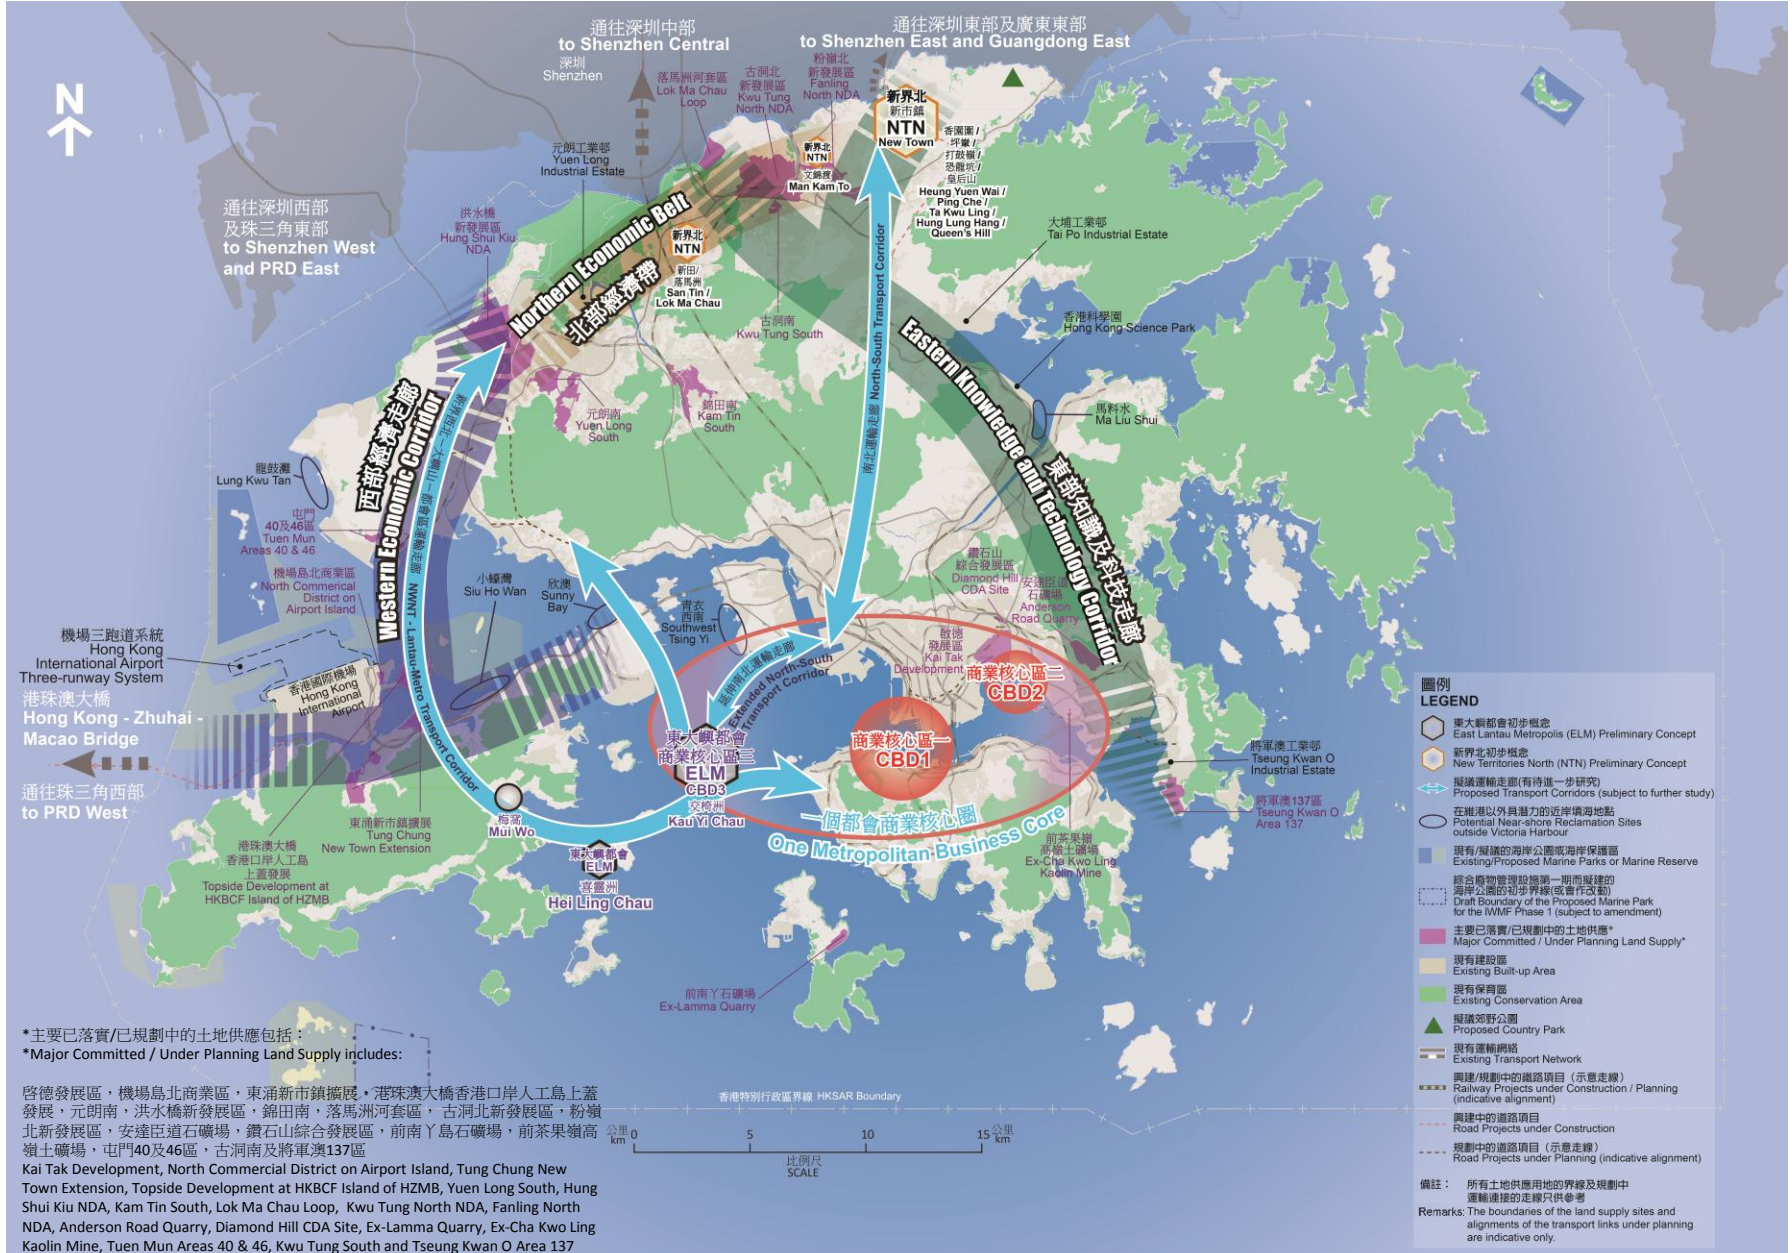 通往深圳中部
to Shenzhen Central
深圳
Shenzhen
通往深圳東部及廣東東部
to Shenzhen East and Guangdong East
N
落馬洲河套區
Lok Ma Chau
Loop
古洞北
新發展區
Kwu Tung
North NDA
粉嶺北
新發展區
Fanling
North NDA
新界北
新市鎮
NTN
New Town
新界北
NTN
文錦渡
Man Kam To
香園圍 /
坪輋 /
打鼓嶺 /
恐龍坑 /
皇后山
Heung Yuen Wai /
Ping Che /
Ta Kwu Ling /
Hung Lung Hang /
Queen's Hill
元朗工業邨
Yuen Long
Industrial Estate
通往深圳西部
及珠三角東部
to Shenzhen West
and PRD East
洪水橋
新發展區
Hung Shui Kiu
NDA
Northern Economic Belt
北部經濟帶
新界北
NTN
新田/
落馬洲
San Tin /
Lok Ma Chau
古洞南
Kwu Tung South
大埔工業邨
Tai Po Industrial Estate
香港科學園
Hong Kong Science Park
馬料水
Ma Liu Shui
南北運輸走廊 North-South Transport Corridor
Eastern Knowledge and Technology Corridor
東部知識及科技走廊
元朗南
Yuen Long
South
錦田南
Kam Tin
South
西部經濟走廊
Western Economic Corridor
新界西北—大嶼山—都會區運輸走廊 NWNT - Lantau-Metro Transport Corridor
龍鼓灘
Lung Kwu Tan
屯門
40及46區
Tuen Mun
Areas 40 & 46
機場島北商業區
North Commerical
District on
Airport Island
小蠔灣
Siu Ho Wan
欣澳
Sunny
Bay
青衣
西南
Southwest
Tsing Yi
鑽石山
綜合發展區
Diamond Hill
CDA Site
安達臣道
石礦場
Anderson
Road Quarry
啟德
發展區
Kai Tak
Development
機場三跑道系統
Hong Kong
International Airport
Three-runway System
香港國際機場
Hong Kong
International
Airport
港珠澳大橋
Hong Kong - Zhuhai -
Macao Bridge
通往珠三角西部
to PRD West
延伸南北運輸走廊
Extended North-South
Transport Corridor
東大嶼都會
商業核心區三
ELM
CBD3
交椅洲
Kau Yi Chau
商業核心區一
CBD1
商業核心區二
CBD2
一個都會商業核心圈
One Metropolitan Business Core
梅窩
Mui Wo
東大嶼都會
ELM
喜靈洲
Hei Ling Chau
港珠澳大橋
香港口岸人工島
上蓋發展
Topside Development at
HKBCF Island of HZMB
東涌新市鎮擴展
Tung Chung
New Town Extension
前茶果嶺
高嶺土礦場
Ex-Cha Kwo Ling
Kaolin Mine
將軍澳工業邨
Tseung Kwan O
Industrial Estate
將軍澳137區
Tseung Kwan O
Area 137
前南丫石礦場
Ex-Lamma Quarry
圖例
LEGEND
東大嶼都會初步概念
East Lantau Metropolis (ELM) Preliminary Concept
新界北初步概念
New Territories North (NTN) Preliminary Concept
擬議運輸走廊(有待進一步研究)
Proposed Transport Corridors (subject to further study)
在維港以外具潛力的近岸填海地點
Potential Near-shore Reclamation Sites
outside Victoria Harbour
現有/擬議的海岸公園或海岸保護區
Existing/Proposed Marine Parks or Marine Reserve
綜合廢物管理設施第一期而擬建的
海岸公園的初步界線(或會作改動)
Draft Boundary of the Proposed Marine Park
for the IWMF Phase 1 (subject to amendment)
主要已落實/已規劃中的土地供應*
Major Committed / Under Planning Land Supply*
現有建設區
Existing Built-up Area
現有保育區
Existing Conservation Area
擬議郊野公園
Proposed Country Park
現有運輸網絡
Existing Transport Network
興建/規劃中的鐵路項目（示意走線）
Railway Projects under Construction / Planning
(indicative alignment)
興建中的道路項目
Road Projects under Construction
規劃中的道路項目（示意走線）
Road Projects under Planning (indicative alignment)
備註： 所有土地供應用地的界線及規劃中
運輸連接的走線只供參考
Remarks: The boundaries of the land supply sites and
alignments of the transport links under planning
are indicative only.
*主要已落實/已規劃中的土地供應包括：
*Major Committed / Under Planning Land Supply includes:
啓德發展區，機場島北商業區，東涌新市鎮擴展，港珠澳大橋香港口岸人工島上蓋
發展，元朗南，洪水橋新發展區，錦田南，落馬洲河套區，古洞北新發展區，粉嶺
北新發展區，安達臣道石礦場，鑽石山綜合發展區，前南丫島石礦場，前茶果嶺高
嶺土礦場，屯門40及46區，古洞南及將軍澳137區
Kai Tak Development, North Commercial District on Airport Island, Tung Chung New
Town Extension, Topside Development at HKBCF Island of HZMB, Yuen Long South, Hung
Shui Kiu NDA, Kam Tin South, Lok Ma Chau Loop, Kwu Tung North NDA, Fanling North
NDA, Anderson Road Quarry, Diamond Hill CDA Site, Ex-Lamma Quarry, Ex-Cha Kwo Ling
Kaolin Mine, Tuen Mun Areas 40 & 46, Kwu Tung South and Tseung Kwan O Area 137
香港特別行政區界線 HKSAR Boundary
公里
km 0 5 10 15 公里
km
比例尺
SCALE